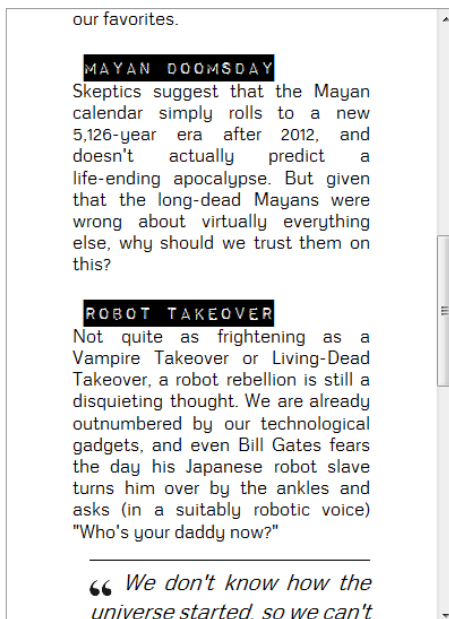 our favorites.
MAYAN DOOMSDAY
Skeptics suggest that the Mayan
calendar simply rolls to a new
5,126-year era after 2012, and
doesn't actually predict a
life-ending apocalypse. But given
that the long-dead Mayans were
wrong about virtually everything
else, why should we trust them on
this?
ROBOT TAKEOVER
Not quite as frightening as a
Vampire Takeover or Living-Dead
Takeover, a robot rebellion is still a
disquieting thought. We are already
outnumbered by our technological
gadgets, and even Bill Gates fears
the day his Japanese robot slave
turns him over by the ankles and
asks (in a suitably robotic voice)
"Who's your daddy now?"
“ We don't know how the
universe started, so we can't